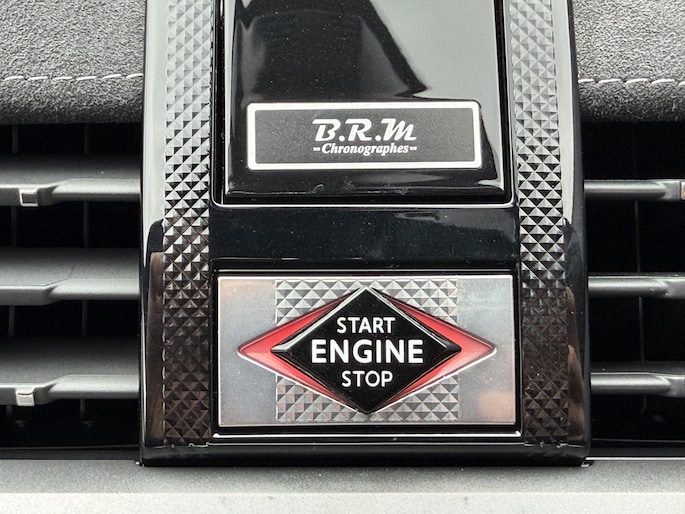 B.R.M
Chronographes
START
ENGINE
STOP